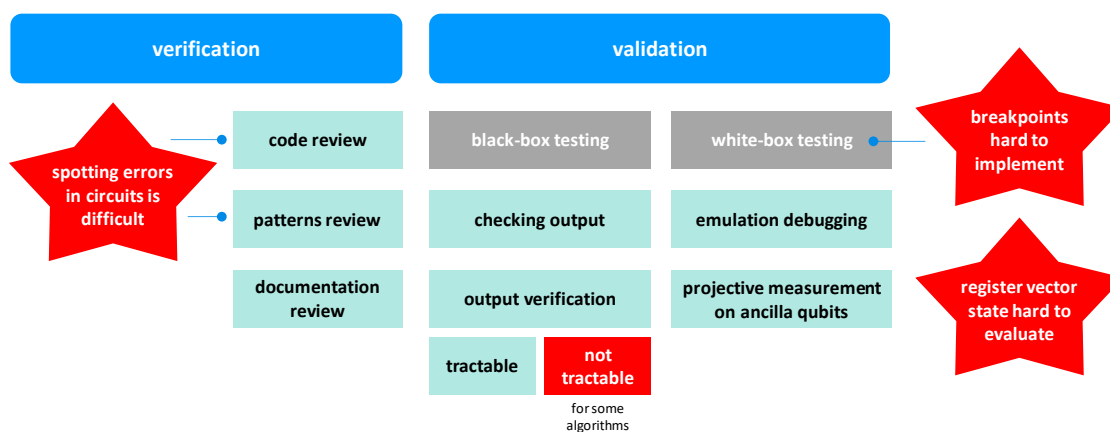 verification
validation
spotting errors
in circuits is
difficult
code review
patterns review
documentation
review
black-box testing
checking output
output verification
tractable
not
tractable
for some
algorithms
white-box testing
emulation debugging
projective measurement
on ancilla qubits
breakpoints
hard to
implement
register vector
state hard to
evaluate